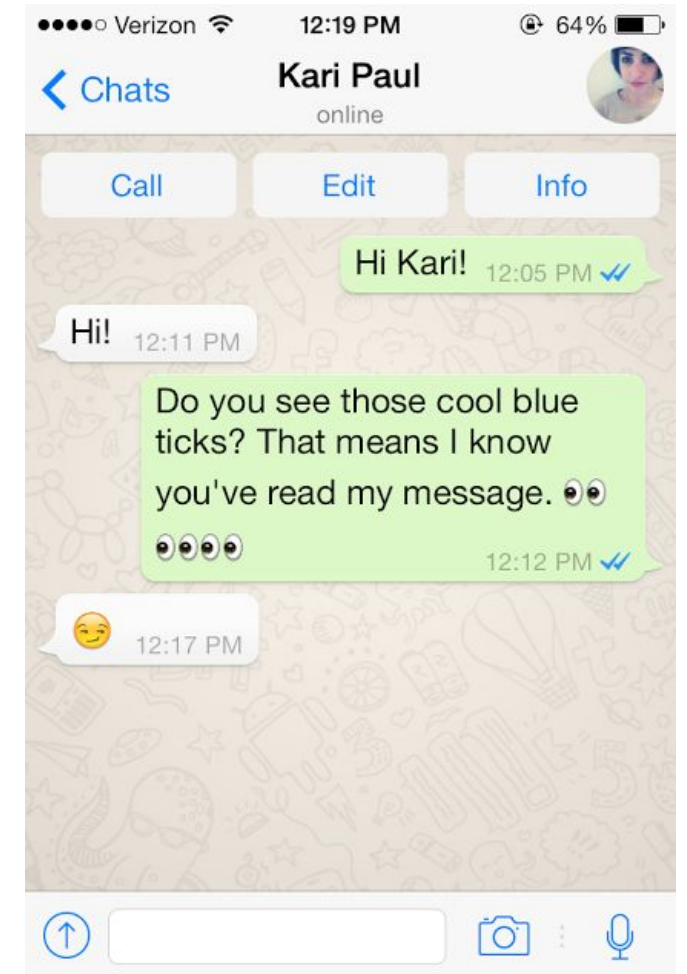 ●●●●○ Verizon 12:19 PM 64%
Chats Kari Paul
online
Call Edit Info
Hi Kari! 12:05 PM
Hi! 12:11 PM
Do you see those cool blue
ticks? That means I know
you've read my message. 👀
👀👀 12:12 PM
😏 12:17 PM